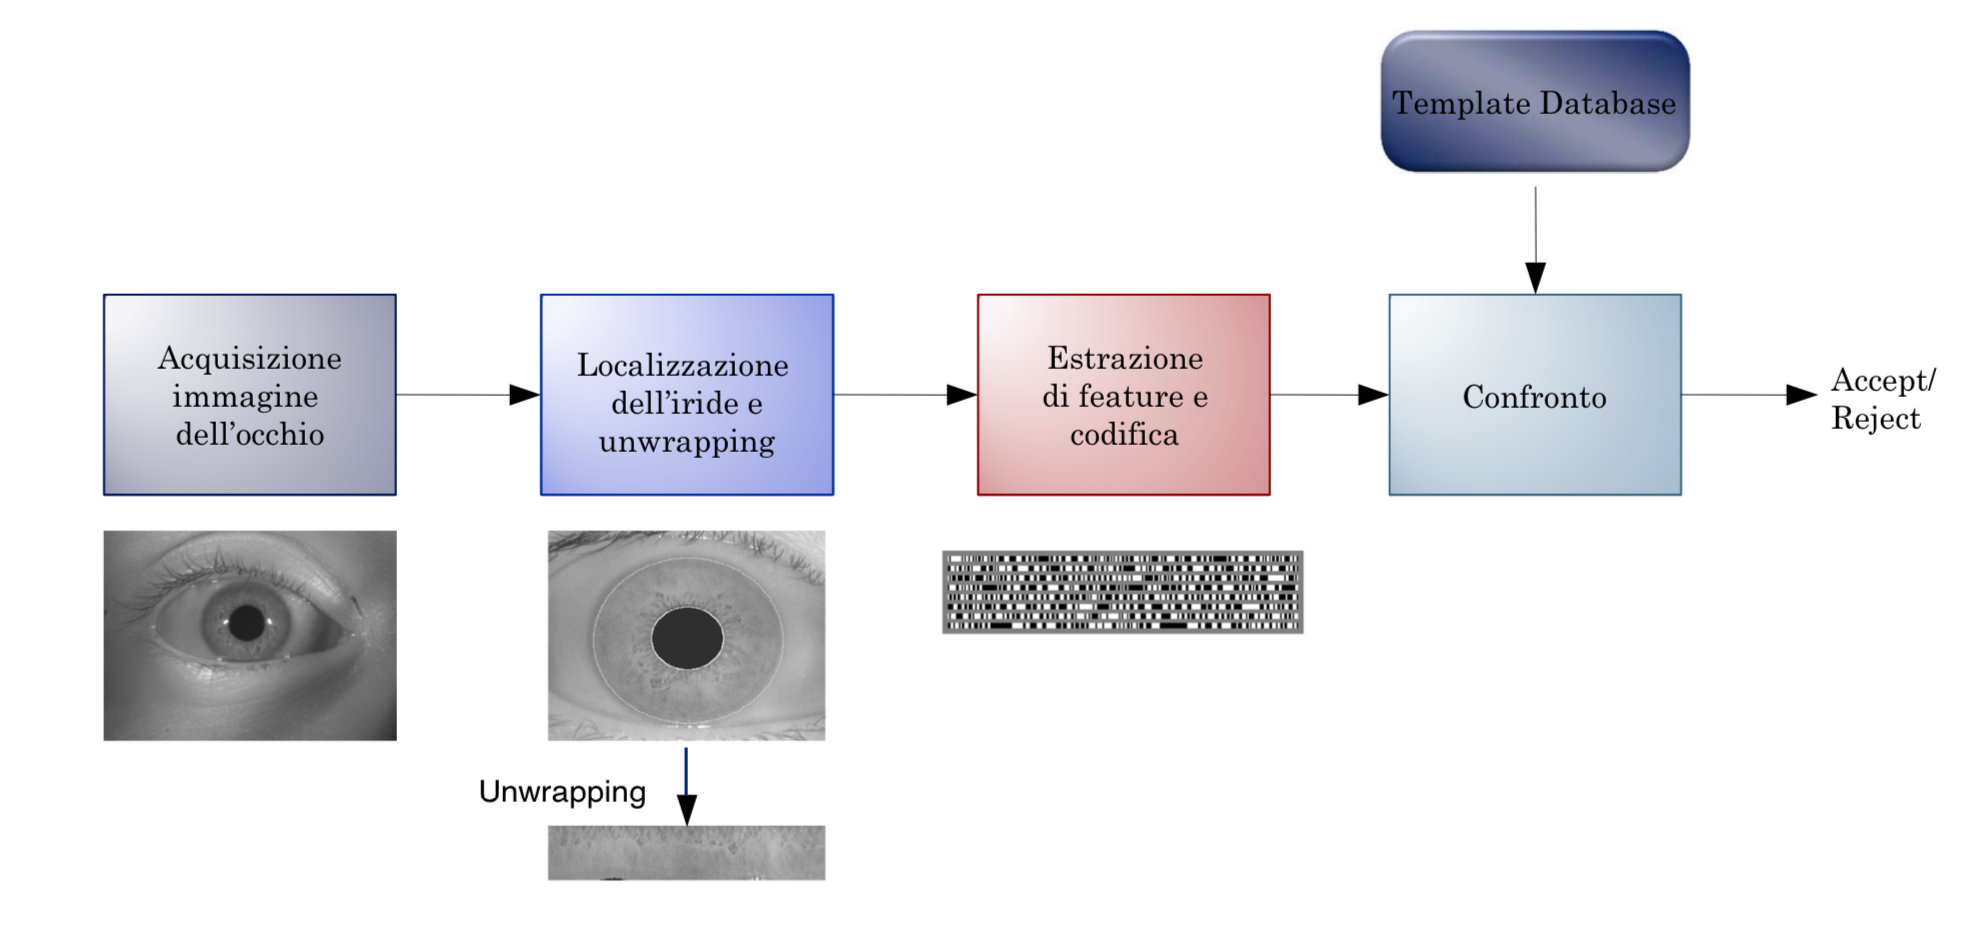 Template Database
Acquisizione
immagine
dell'occhio
Localizzazione
dell'iride e
unwrapping
Estrazione
di feature e
codifica
Confronto
Accept/
Reject
Unwrapping